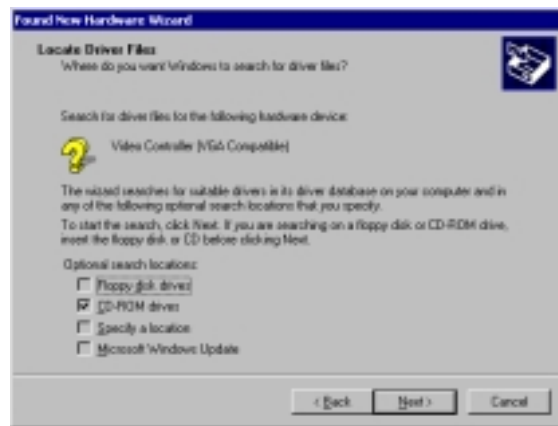 Found New Hardware Wizard
Locate Driver Files
Where do you want Windows to search for driver files?
Search for driver files for the following hardware device:
Video Controller (VGA Compatible)
The wizard searches for suitable drivers in its driver database on your computer and in
any of the following optional search locations that you specify.
To start the search, click Next. If you are searching on a floppy disk or CD-ROM drive,
insert the floppy disk or CD before clicking Next.
Optional search locations:
Floppy disk drives
CD-ROM drives
Specify a location
Microsoft Windows Update
< Back Next > Cancel